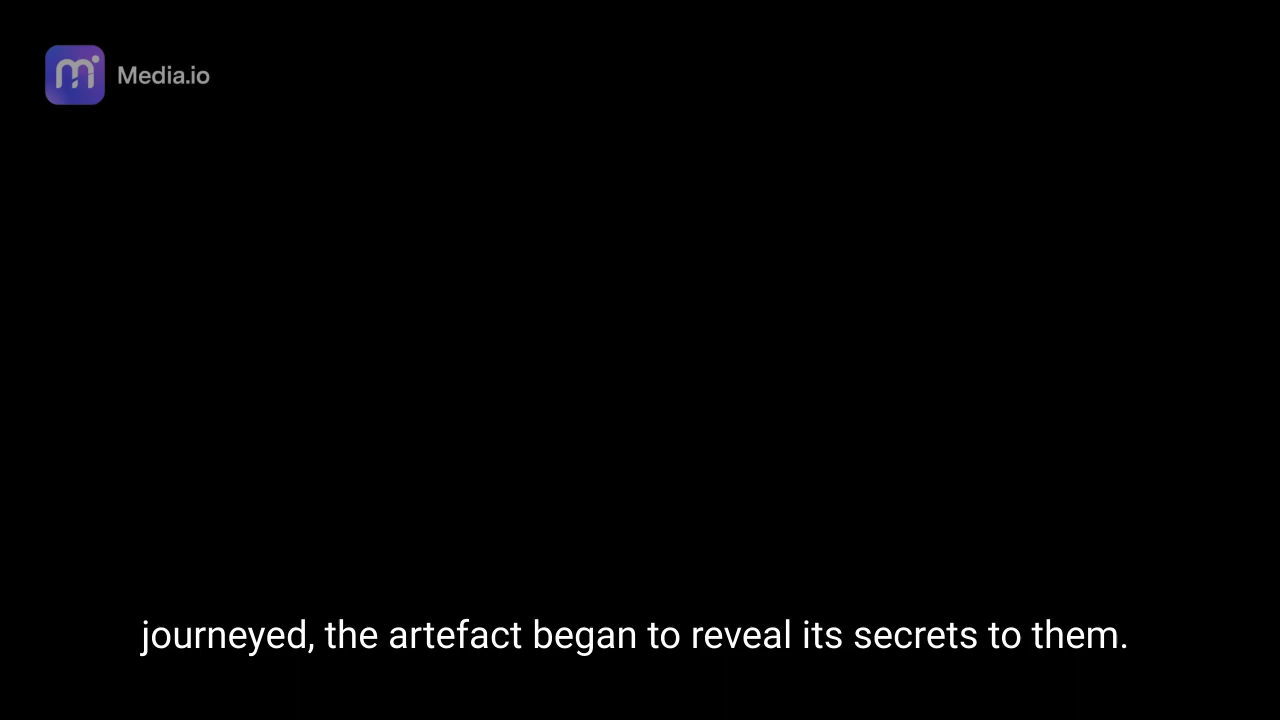 Media.io
journeyed, the artefact began to reveal its secrets to them.